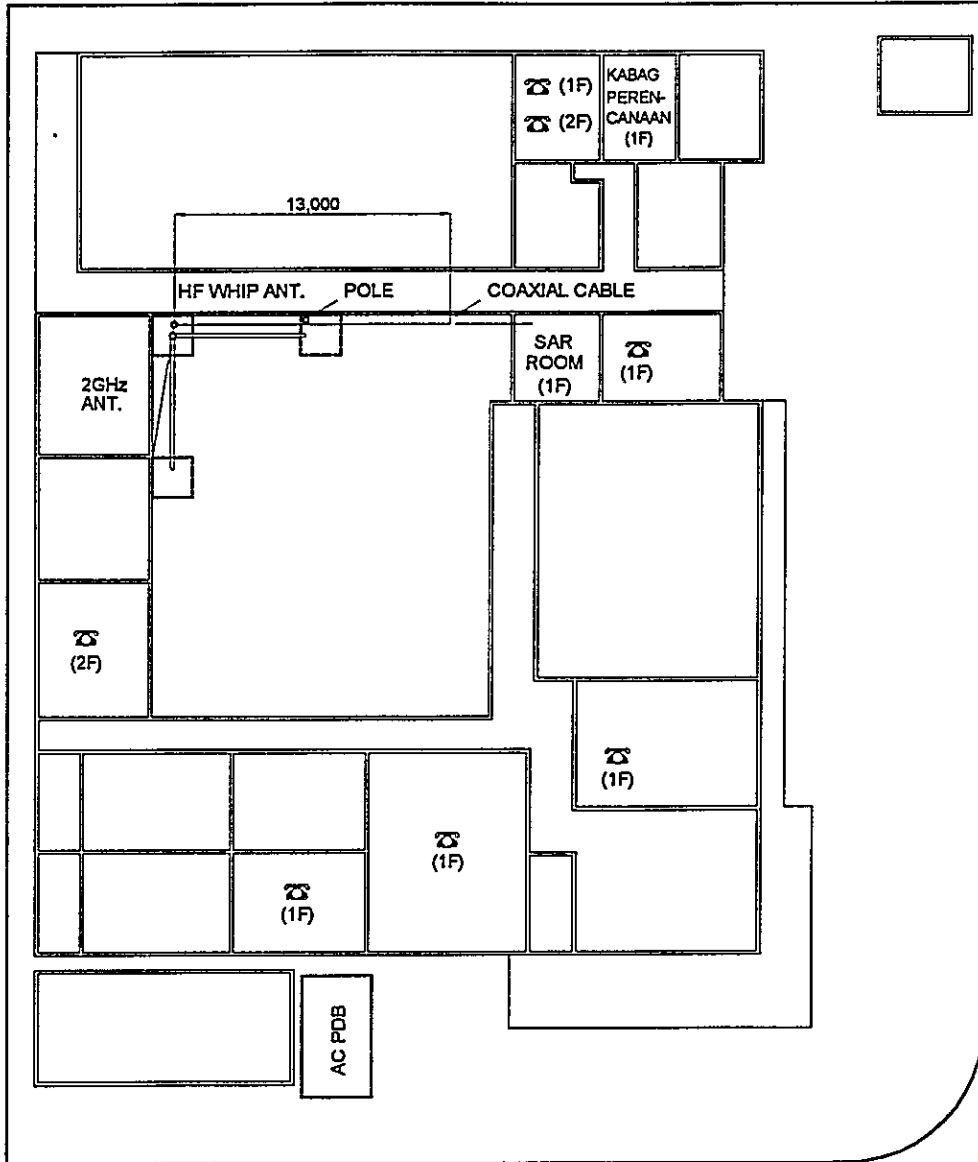 ☎ (1F)
☎ (2F)
KABAG
PEREN-
CANAAN
(1F)
13,000
HF WHIP ANT.
POLE
COAXIAL CABLE
2GHz
ANT.
SAR
ROOM
(1F)
☎
(1F)
☎
(2F)
☎
(1F)
☎
(1F)
☎
(1F)
AC PDB